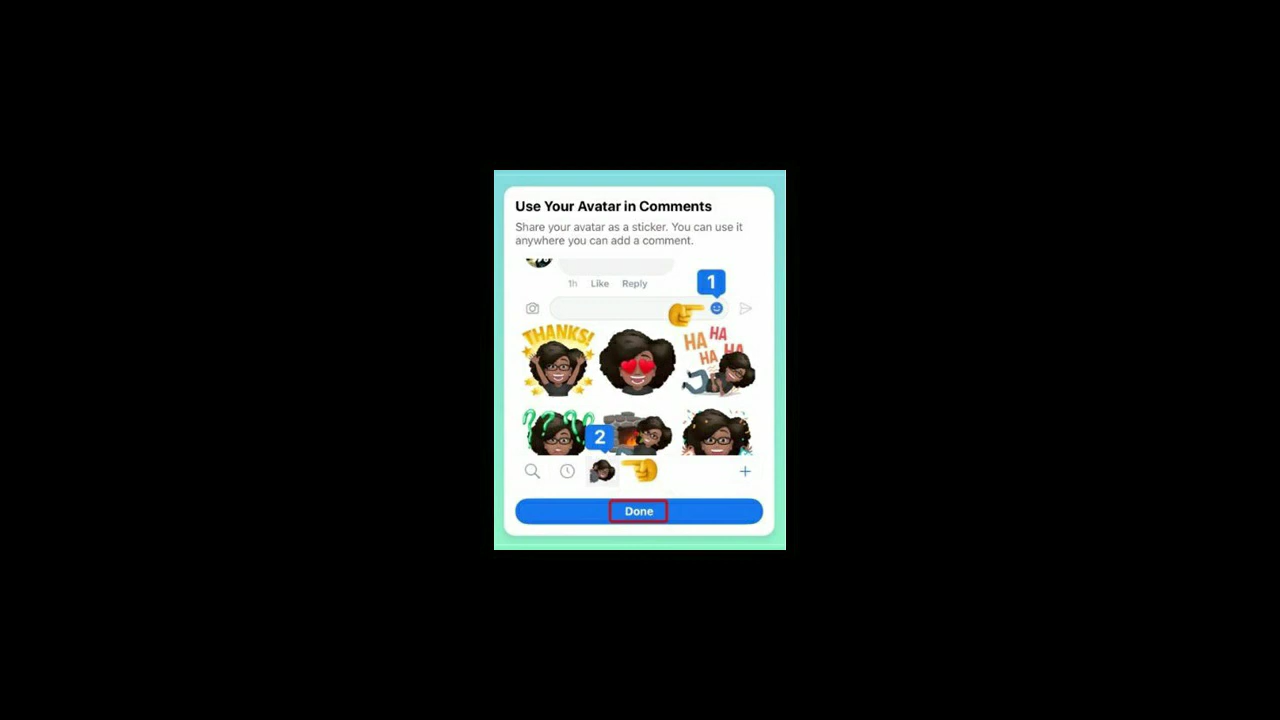 Use Your Avatar in Comments
Share your avatar as a sticker. You can use it
anywhere you can add a comment.
1h Like Reply
1
THANKS!
HA HA
HA HA
????
2
Done